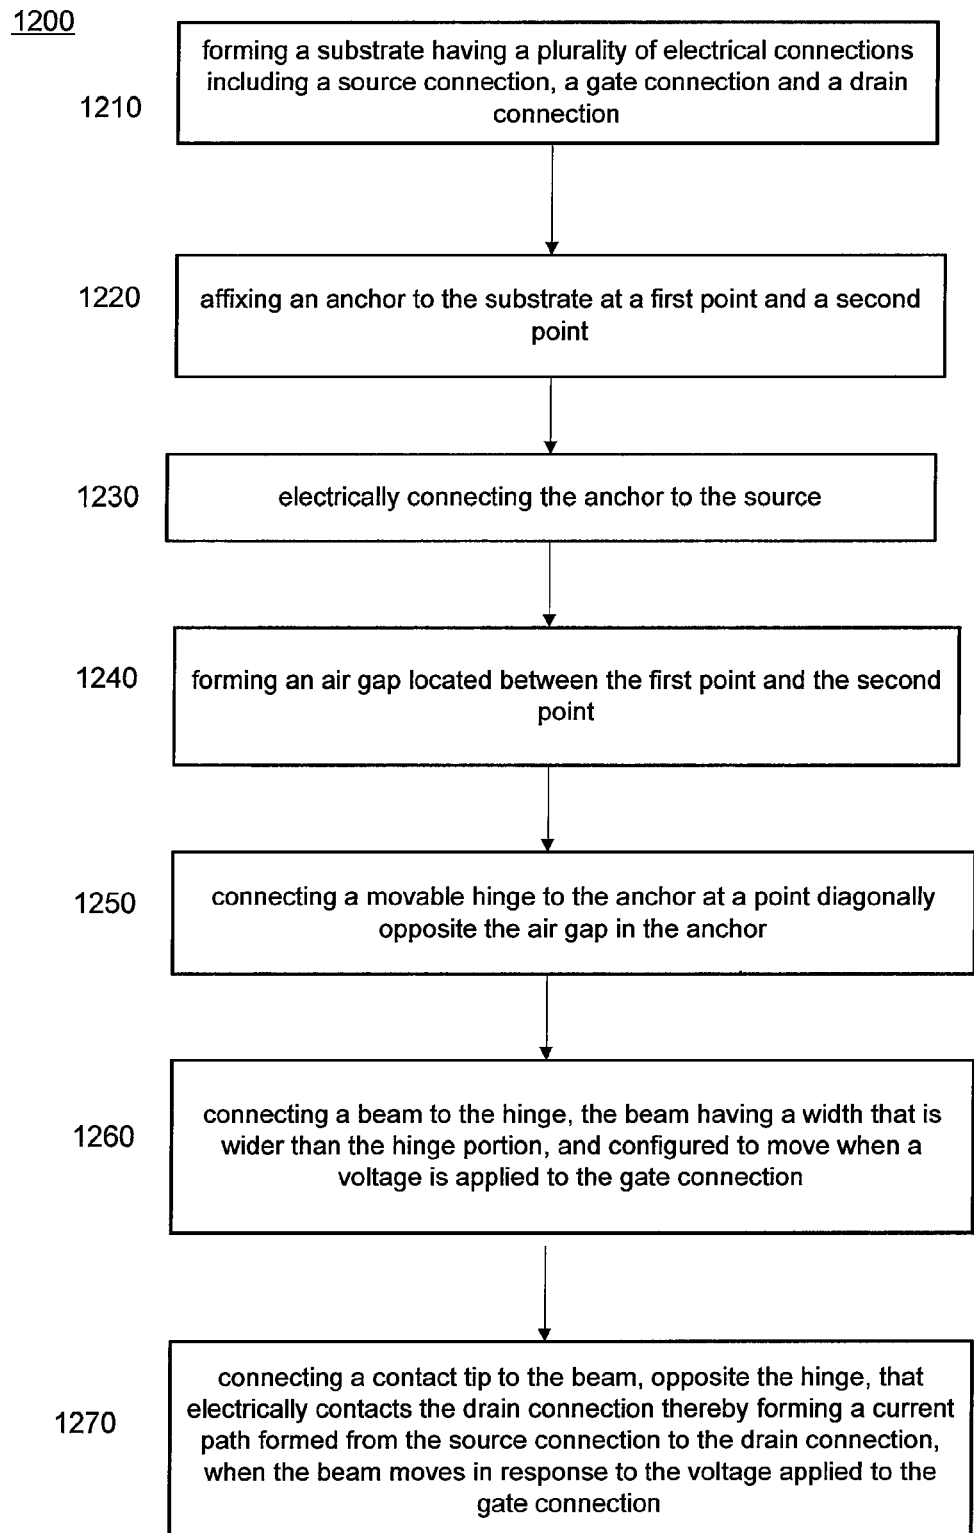 1200
forming a substrate having a plurality of electrical connections
including a source connection, a gate connection and a drain
connection
1210
affixing an anchor to the substrate at a first point and a second
point
1220
electrically connecting the anchor to the source
1230
forming an air gap located between the first point and the second
point
1240
connecting a movable hinge to the anchor at a point diagonally
opposite the air gap in the anchor
1250
connecting a beam to the hinge, the beam having a width that is
wider than the hinge portion, and configured to move when a
voltage is applied to the gate connection
1260
connecting a contact tip to the beam, opposite the hinge, that
electrically contacts the drain connection thereby forming a current
path formed from the source connection to the drain connection,
when the beam moves in response to the voltage applied to the
gate connection
1270